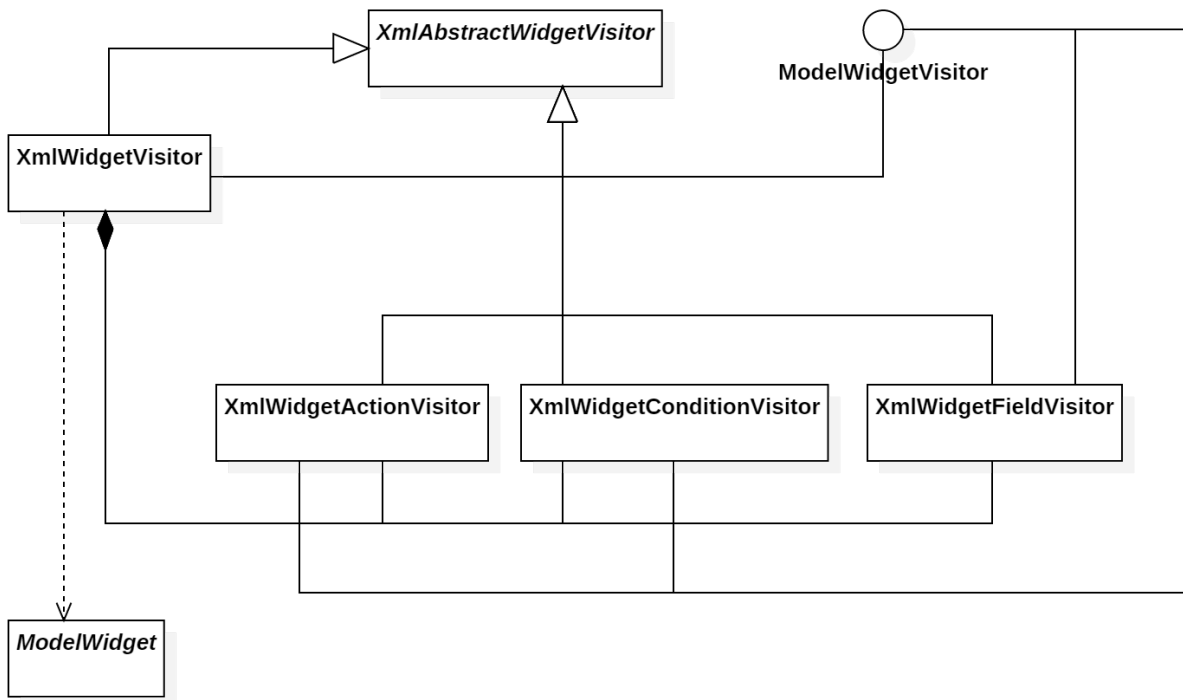 XmlAbstractWidgetVisitor
ModelWidgetVisitor
XmlWidgetVisitor
XmlWidgetActionVisitor
XmlWidgetConditionVisitor
XmlWidgetFieldVisitor
ModelWidget